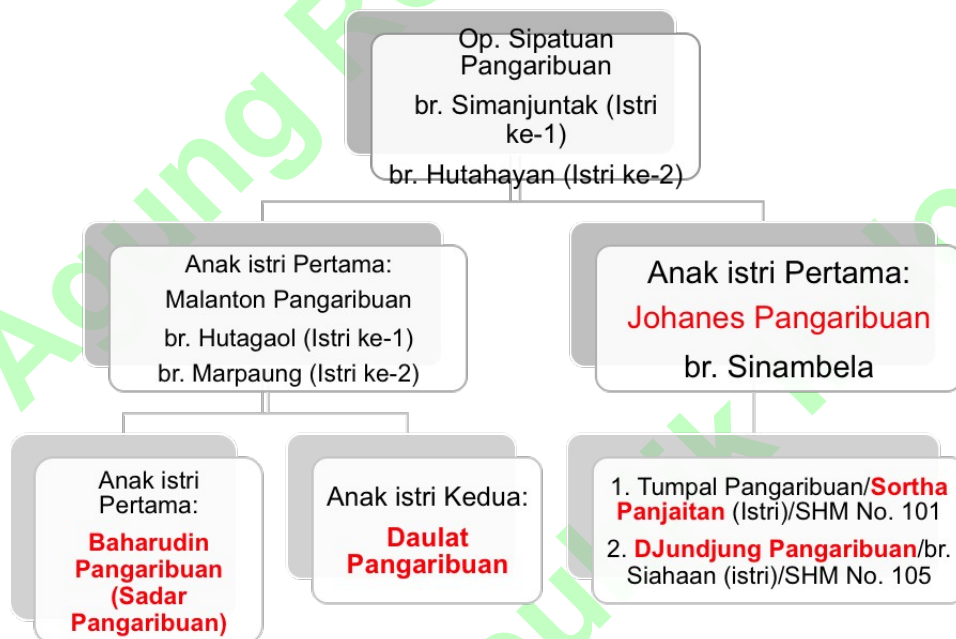 Op. Sipatuan
Pangaribuan
br. Simanjuntak (Istri
ke-1)
br. Hutahayan (Istri ke-2)
Anak istri Pertama:
Malanton Pangaribuan
br. Hutagaol (Istri ke-1)
br. Marpaung (Istri ke-2)
Anak istri Pertama:
Johanes Pangaribuan
br. Sinambela
Anak istri
Pertama:
Baharudin
Pangaribuan
(Sadar
Pangaribuan)
Anak istri Kedua:
Daulat
Pangaribuan
1. Tumpal Pangaribuan/Sortha
Panjaitan (Istri)/SHM No. 101
2. DJundjung Pangaribuan/br.
Siahaan (istri)/SHM No. 105
Agung